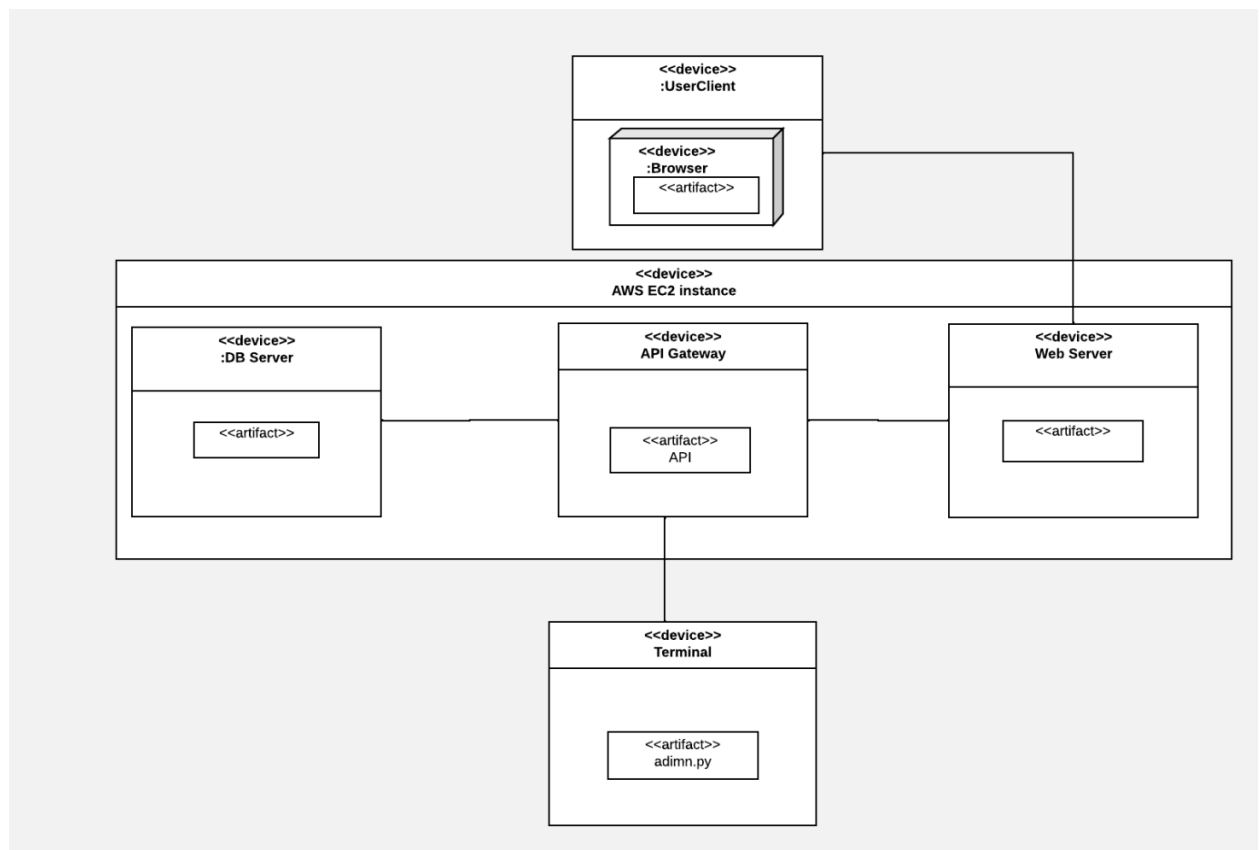 <<device>>
:UserClient
<<device>>
:Browser
<<artifact>>
<<device>>
AWS EC2 instance
<<device>>
:DB Server
<<artifact>>
<<device>>
API Gateway
<<artifact>>
API
<<device>>
Web Server
<<artifact>>
<<device>>
Terminal
<<artifact>>
adimn.py